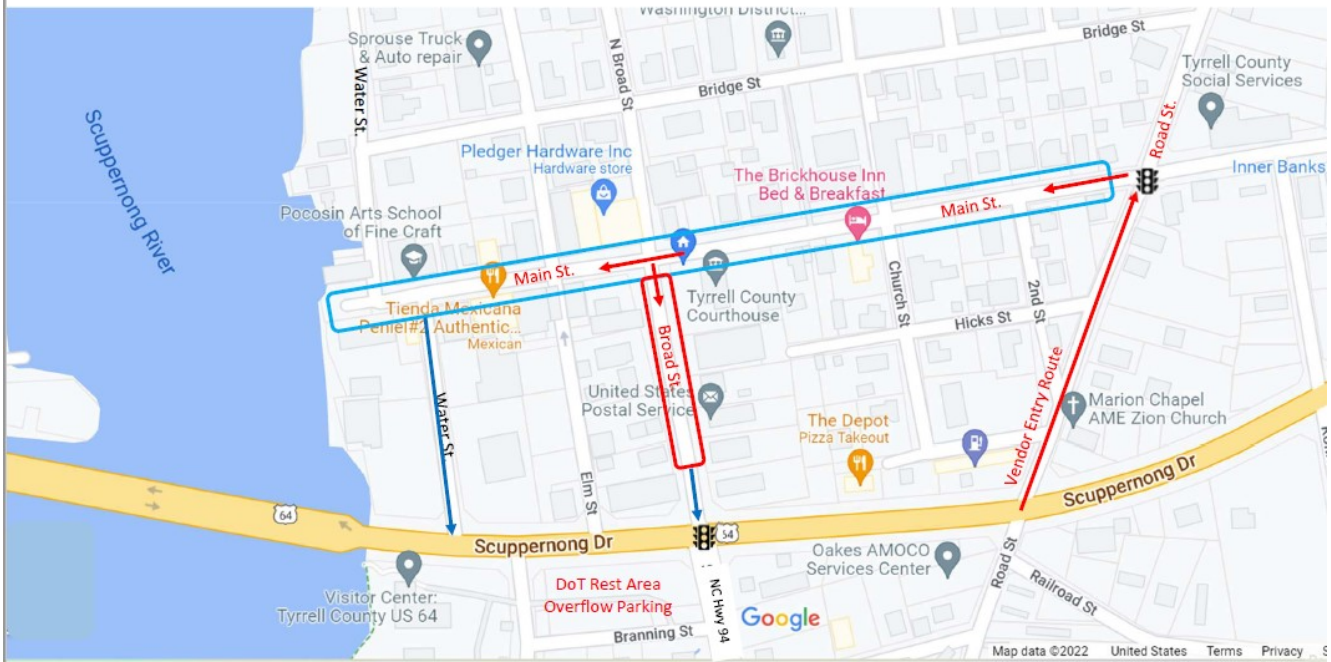 Washington District...
Bridge St
Sprouse Truck
& Auto repair
N Broad St
Tyrrell County
Social Services
Water St.
Bridge St
Road St.
Scuppernong River
Pledger Hardware Inc
Hardware store
The Brickhouse Inn
Bed & Breakfast
Inner Banks
Pocosin Arts School
of Fine Craft
Main St.
Main St.
Tyrrell County
Courthouse
Church St
2nd St
Tienda Mexicana
Peniel#2 Authentic...
Mexican
Hicks St
Broad St.
United States
Postal Service
Marion Chapel
AME Zion Church
Water St.
The Depot
Pizza Takeout
Vendor Entry Route
Elm St
64
Scuppernong Dr
Scuppernong Dr
Oakes AMOCO
Services Center
Visitor Center:
Tyrrell County US 64
DoT Rest Area
Overflow Parking
NC Hwy 94
Road St
Railroad St
Google
Branning St
Map data ©2022 United States Terms Privacy